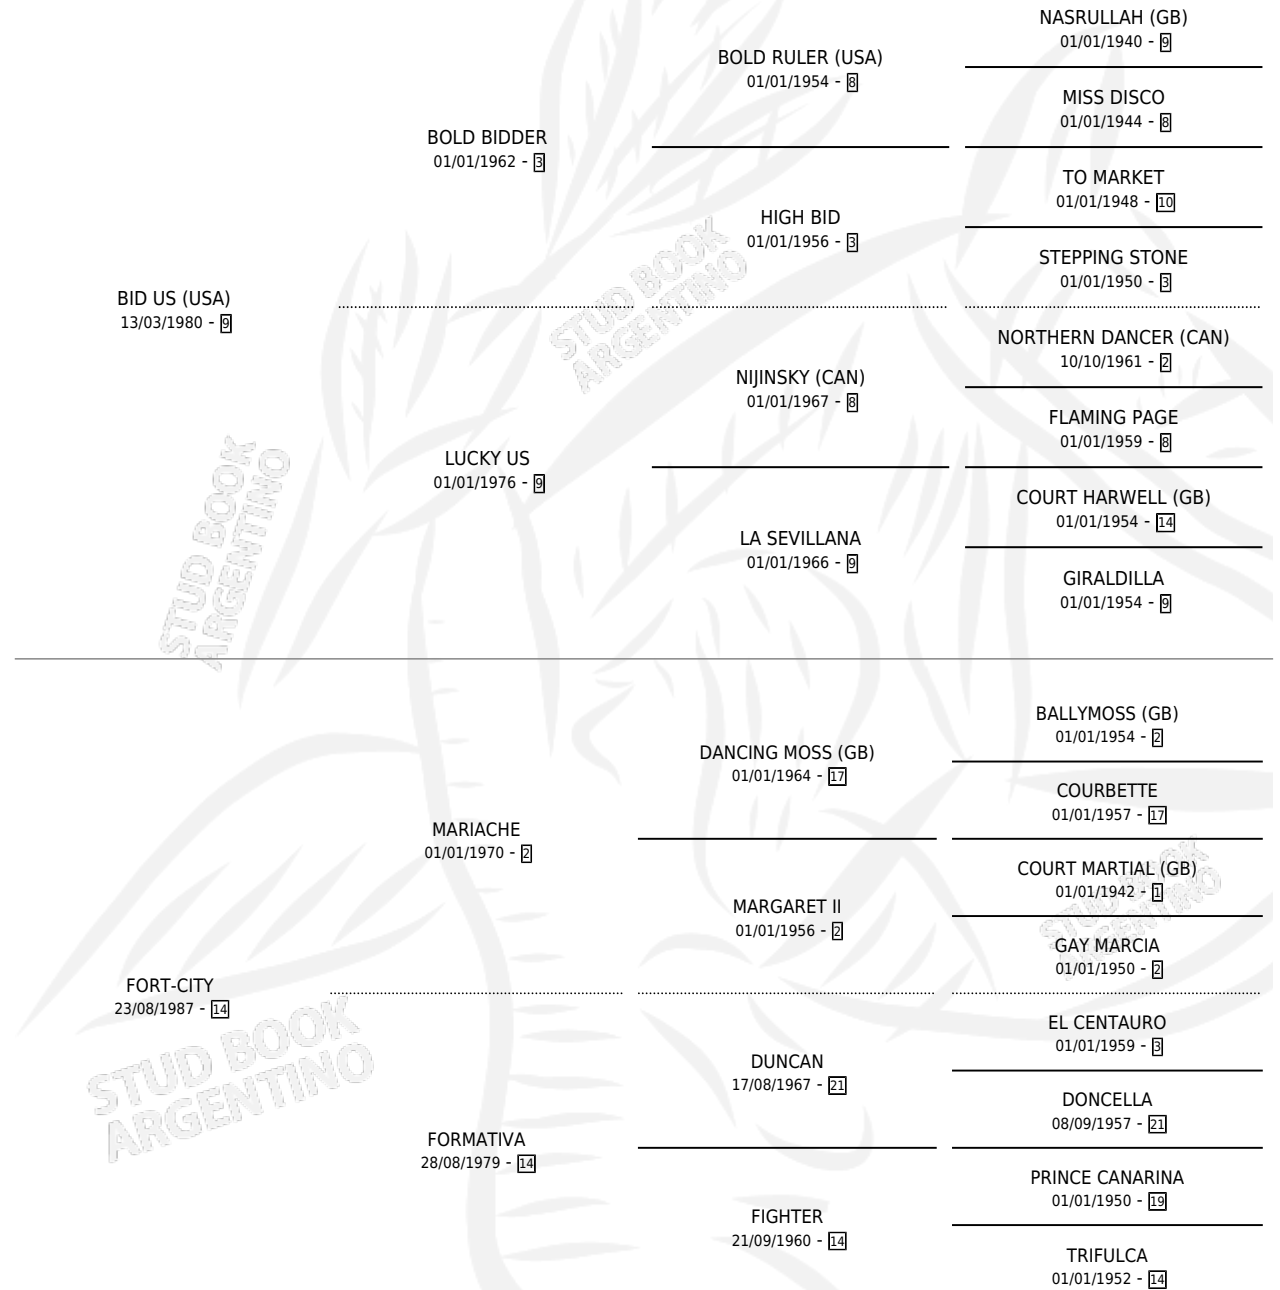 NASRULLAH (GB)
01/01/1940 - 9
BOLD RULER (USA)
01/01/1954 - 8
MISS DISCO
01/01/1944 - 8
BOLD BIDDER
01/01/1962 - 3
TO MARKET
01/01/1948 - 10
HIGH BID
01/01/1956 - 3
STEPPING STONE
01/01/1950 - 3
BID US (USA)
13/03/1980 - 9
NORTHERN DANCER (CAN)
10/10/1961 - 2
NIJINSKY (CAN)
01/01/1967 - 8
FLAMING PAGE
01/01/1959 - 8
LUCKY US
01/01/1976 - 9
COURT HARWELL (GB)
01/01/1954 - 14
LA SEVILLANA
01/01/1966 - 9
GIRALDILLA
01/01/1954 - 9
BALLYMOSS (GB)
01/01/1954 - 2
DANCING MOSS (GB)
01/01/1964 - 17
COURBETTE
01/01/1957 - 17
MARIACHE
01/01/1970 - 2
COURT MARTIAL (GB)
01/01/1942 - 1
MARGARET II
01/01/1956 - 2
GAY MARCIA
01/01/1950 - 2
FORT-CITY
23/08/1987 - 14
EL CENTAURO
01/01/1959 - 3
DUNCAN
17/08/1967 - 21
DONCELLA
08/09/1957 - 21
FORMATIVA
28/08/1979 - 14
PRINCE CANARINA
01/01/1950 - 19
FIGHTER
21/09/1960 - 14
TRIFULCA
01/01/1952 - 14
STUD BOOK
ARGENTINO
STUD BOOK
ARGENTINO
STUD BOOK
ARGENTINO
STUD BOOK
ARGENTINO